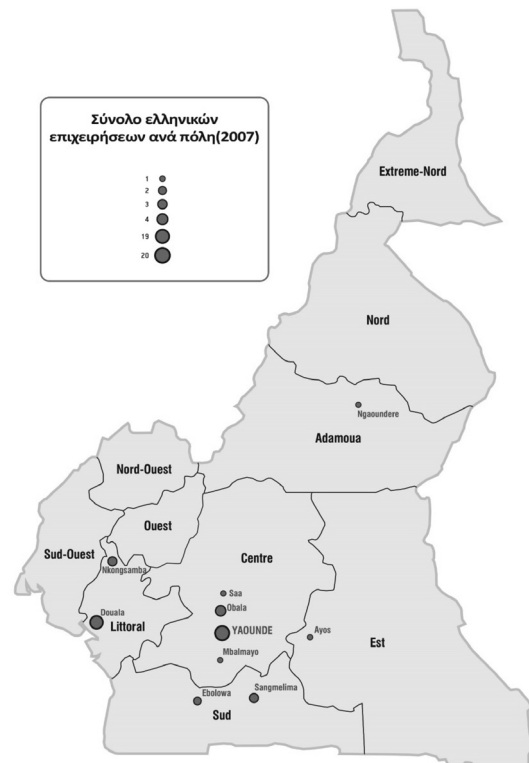 Σύνολο ελληνικών
επιχειρήσεων ανά πόλη(2007)
1
2
3
4
19
20
Extreme-Nord
Nord
Ngaoundere
Adamoua
Nord-Ouest
Ouest
Sud-Ouest
Centre
Nkongsamba
Saa
Obala
Douala
Littoral
YAOUNDE
Ayos
Est
Mbalmayo
Ebolowa
Sangmelima
Sud